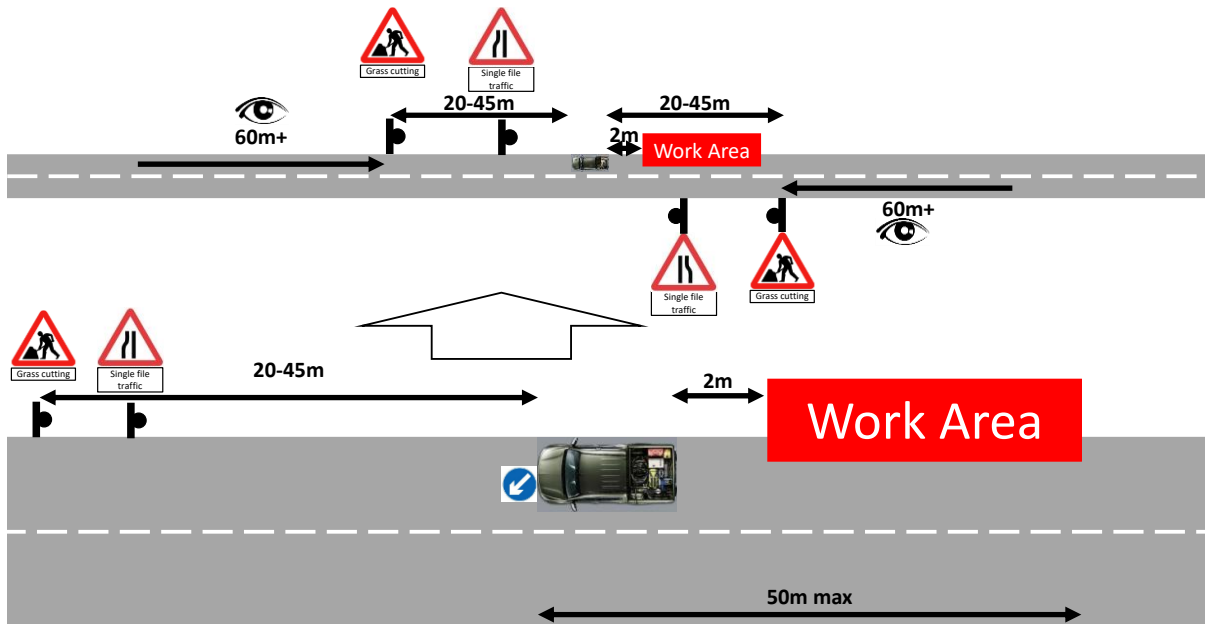 Grass cutting
Single file
traffic
20-45m
20-45m
60m+
2m
Work Area
60m+
Single file
traffic
Grass cutting
Grass cutting
Single file
traffic
20-45m
2m
Work Area
50m max